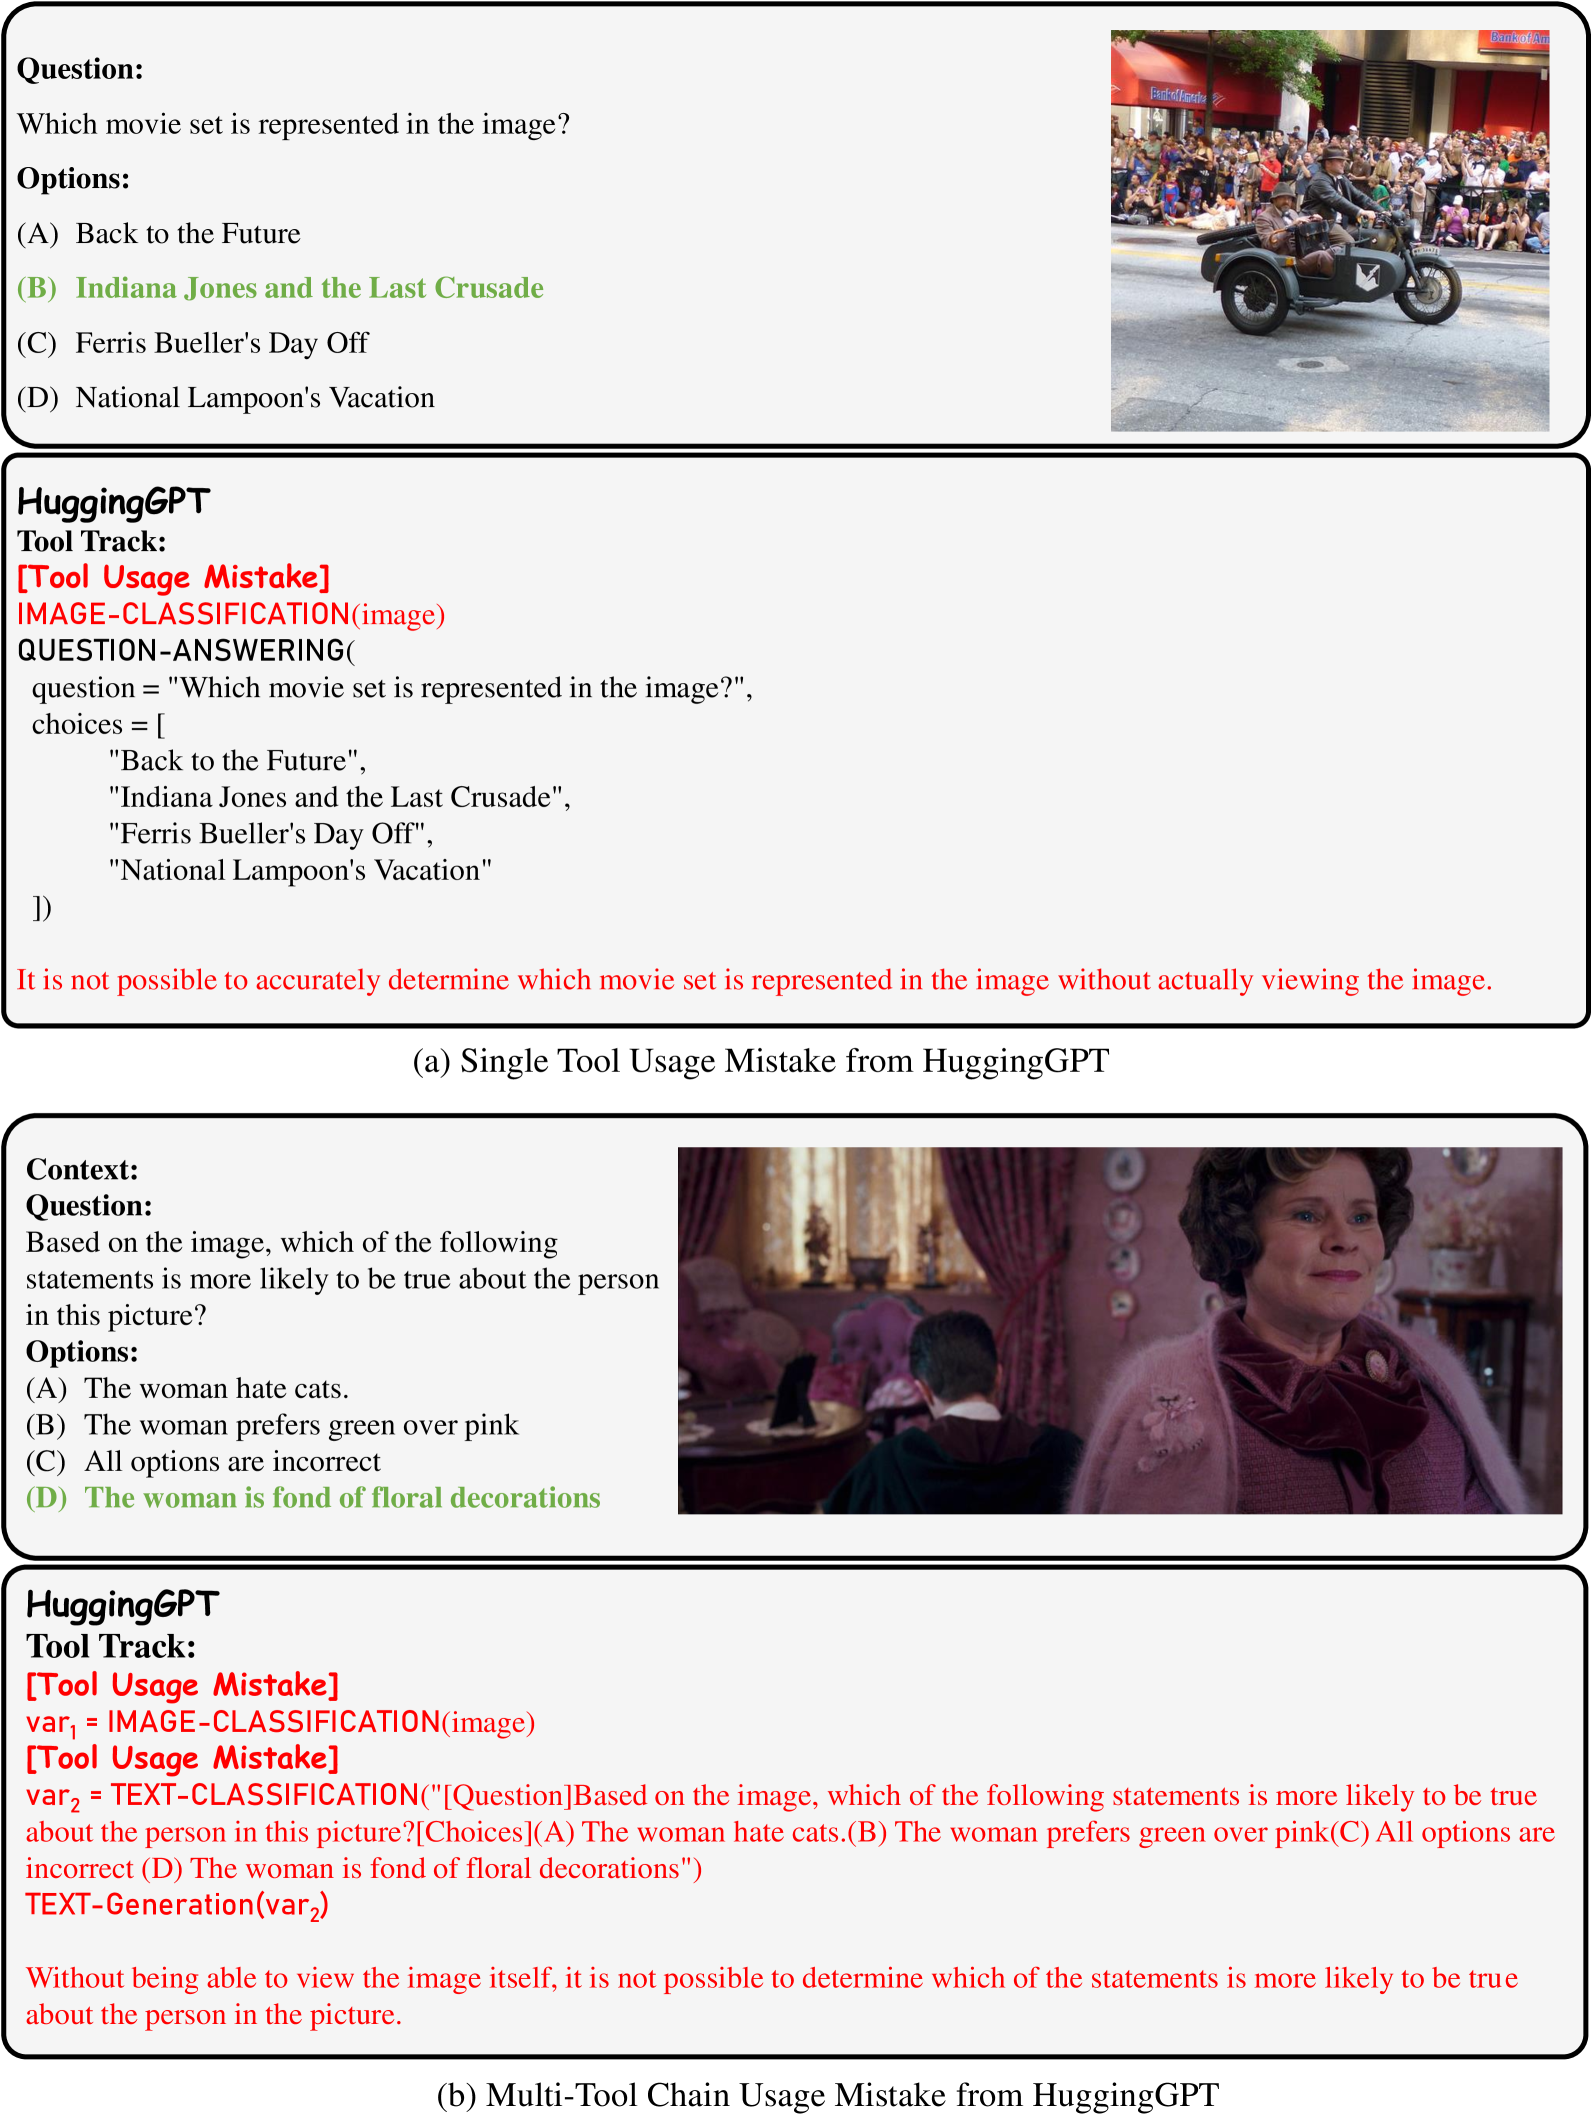 Question:
Which movie set is represented in the image?
Options:
(A) Back to the Future
(B) Indiana Jones and the Last Crusade
(C) Ferris Bueller's Day Off
(D) National Lampoon's Vacation
Bank of Am
Bank of America
HuggingGPT
Tool Track:
[Tool Usage Mistake]
IMAGE-CLASSIFICATION(image)
QUESTION-ANSWERING(
question = "Which movie set is represented in the image?",
choices = [
"Back to the Future",
"Indiana Jones and the Last Crusade",
"Ferris Bueller's Day Off",
"National Lampoon's Vacation"
])
It is not possible to accurately determine which movie set is represented in the image without actually viewing the image.
(a) Single Tool Usage Mistake from HuggingGPT
Context:
Question:
Based on the image, which of the following
statements is more likely to be true about the person
in this picture?
Options:
(A) The woman hate cats.
(B) The woman prefers green over pink
(C) All options are incorrect
(D) The woman is fond of floral decorations
HuggingGPT
Tool Track:
[Tool Usage Mistake]
var₁ = IMAGE-CLASSIFICATION(image)
[Tool Usage Mistake]
var₂ = TEXT-CLASSIFICATION("[Question]Based on the image, which of the following statements is more likely to be true
about the person in this picture?[Choices](A) The woman hate cats.(B) The woman prefers green over pink(C) All options are
incorrect (D) The woman is fond of floral decorations")
TEXT-Generation(var₂)
Without being able to view the image itself, it is not possible to determine which of the statements is more likely to be true
about the person in the picture.
(b) Multi-Tool Chain Usage Mistake from HuggingGPT